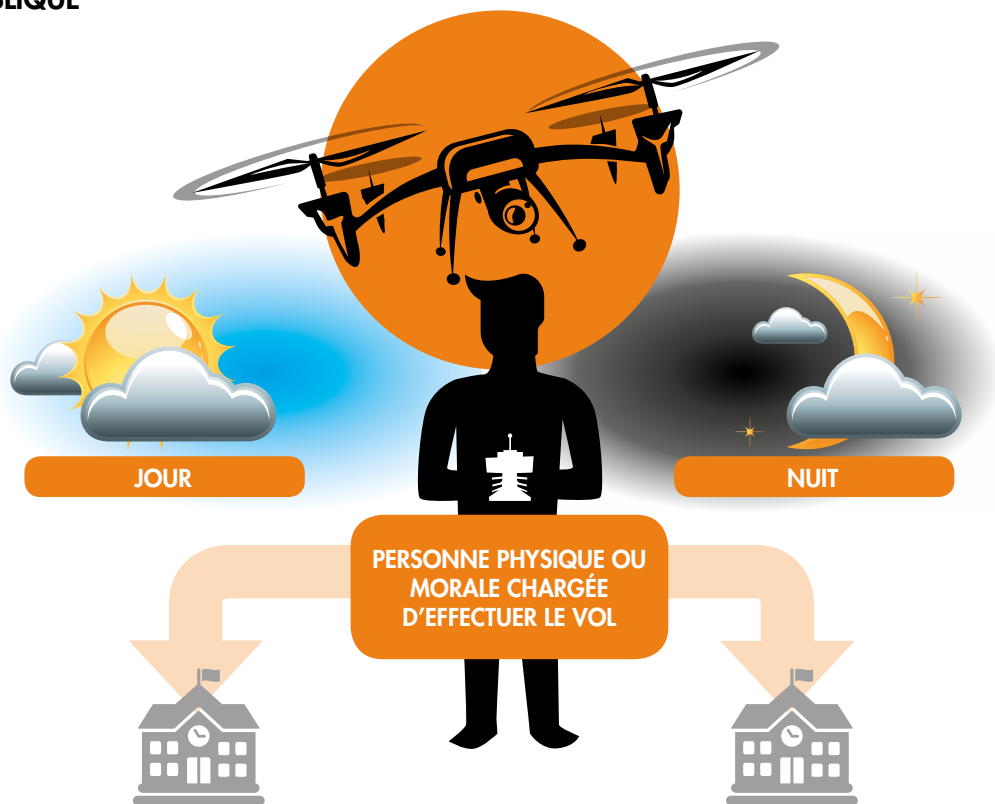 JOUR
NUIT
PERSONNE PHYSIQUE OU
MORALE CHARGÉE
D'EFFECTUER LE VOL